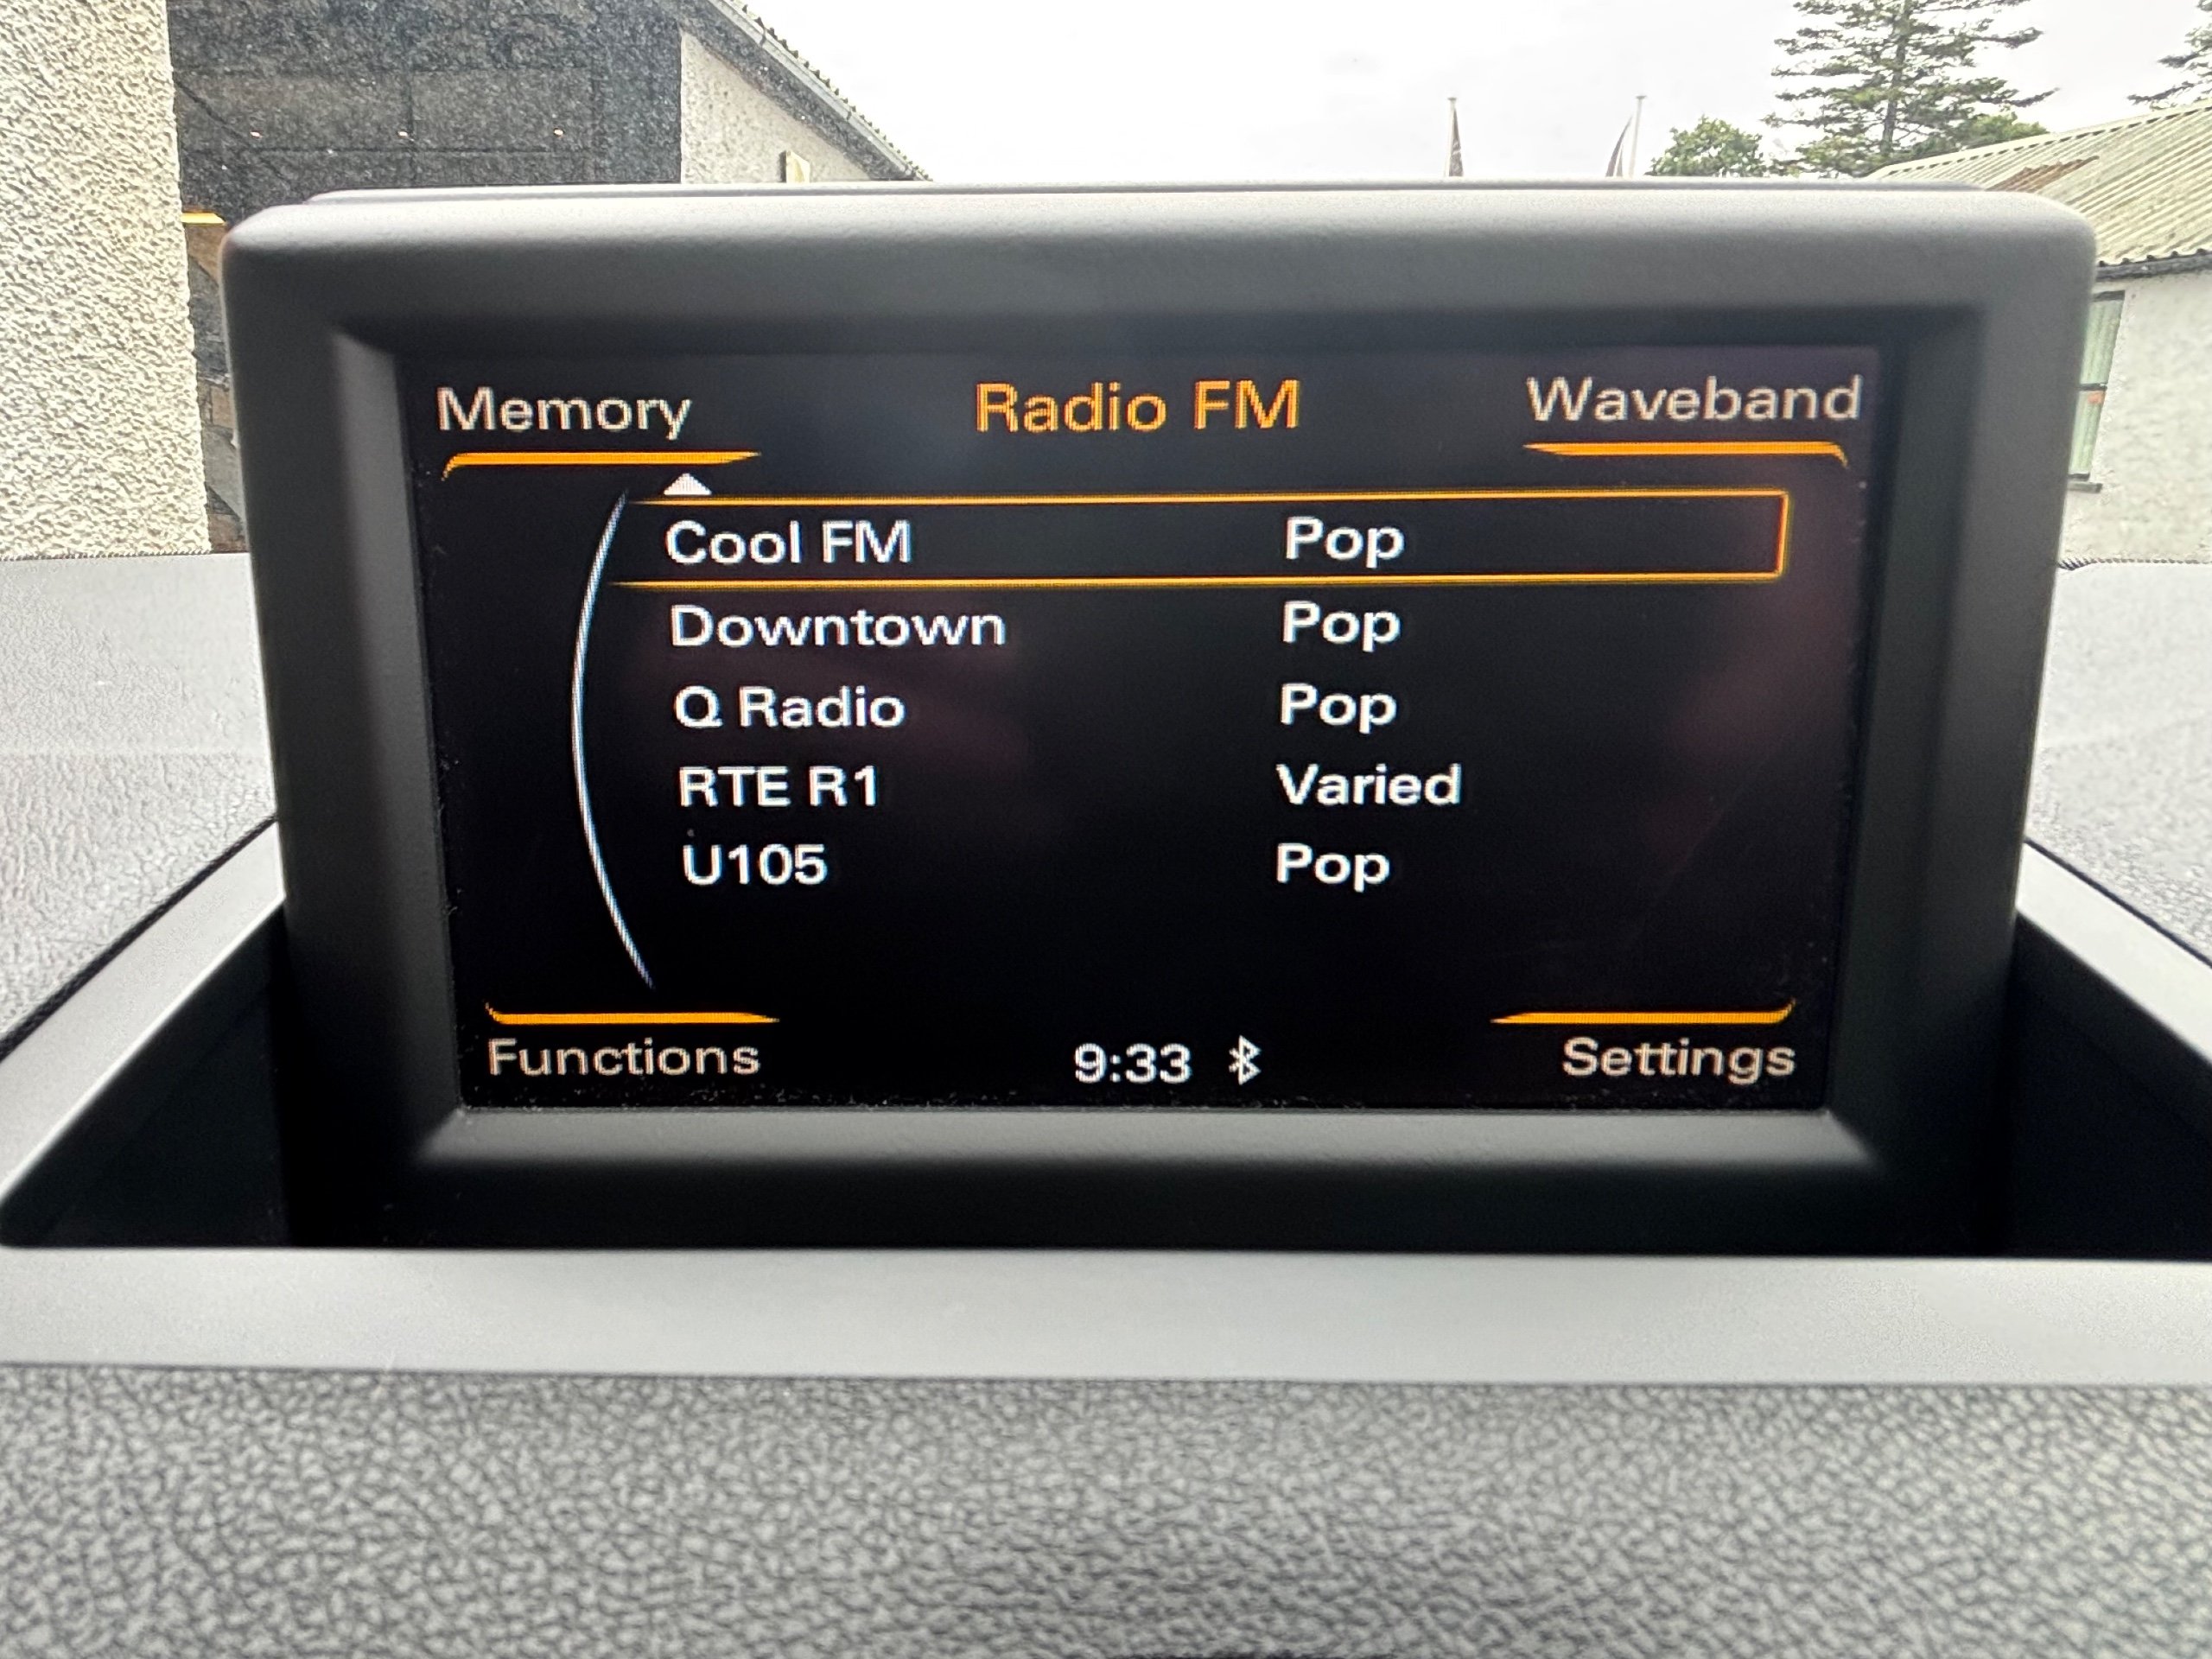 Memory Radio FM Waveband
Cool FM Pop
Downtown Pop
Q Radio Pop
RTE R1 Varied
U105 Pop
Functions 9:33 Settings